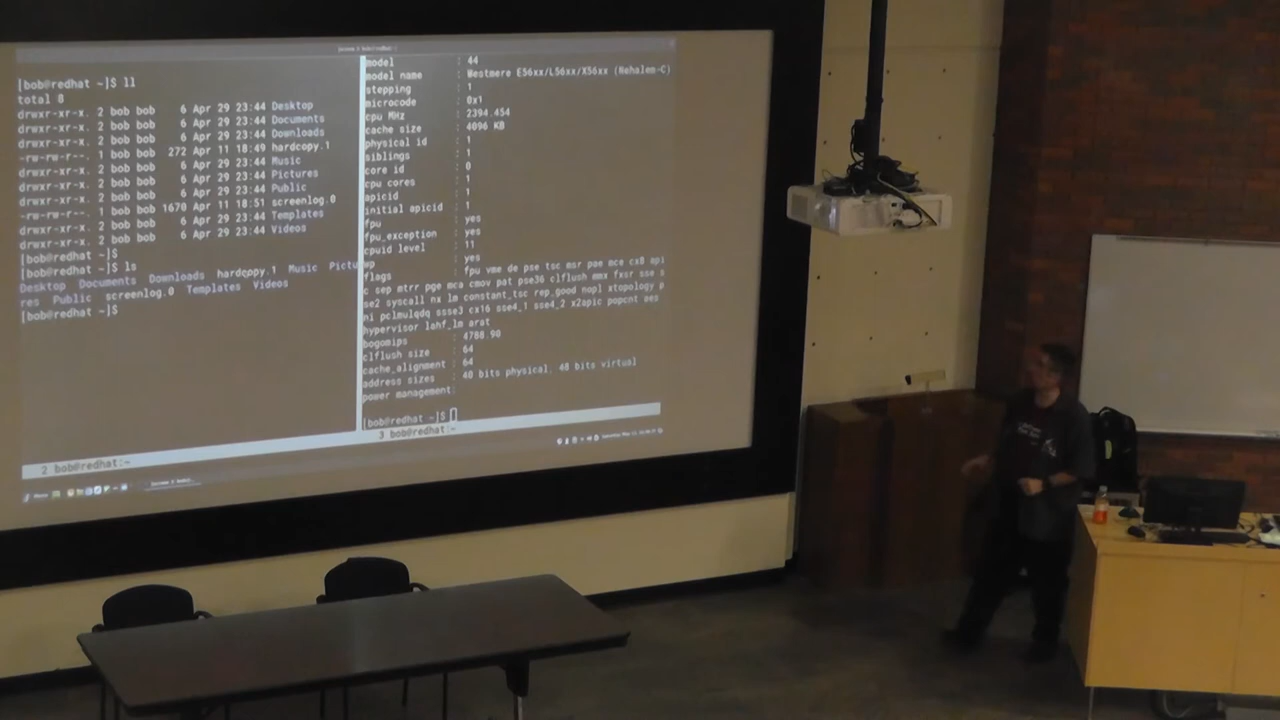 [bob@redhat ~]$ ll
total 8
drwxr-xr-x. 2 bob bob 6 Apr 29 23:44 Desktop
drwxr-xr-x. 2 bob bob 6 Apr 29 23:44 Documents
drwxr-xr-x. 2 bob bob 6 Apr 29 23:44 Downloads
-rw-rw-r--. 1 bob bob 272 Apr 11 18:49 hardcopy.1
drwxr-xr-x. 2 bob bob 6 Apr 29 23:44 Music
drwxr-xr-x. 2 bob bob 6 Apr 29 23:44 Pictures
drwxr-xr-x. 2 bob bob 6 Apr 29 23:44 Public
-rw-rw-r--. 1 bob bob 1670 Apr 11 18:51 screenlog.0
drwxr-xr-x. 2 bob bob 6 Apr 29 23:44 Templates
drwxr-xr-x. 2 bob bob 6 Apr 29 23:44 Videos
[bob@redhat ~]$
[bob@redhat ~]$ ls
Desktop Documents Downloads hardcopy.1 Music Pictu
res Public screenlog.0 Templates Videos
[bob@redhat ~]$
2 bob@redhat:~
model : 44
model name : Westmere E56xx/L56xx/X56xx (Nehalem-C)
stepping : 1
microcode : 0x1
cpu MHz : 2394.454
cache size : 4096 KB
physical id : 1
siblings : 1
core id : 0
cpu cores : 1
apicid : 1
initial apicid : 1
fpu : yes
fpu_exception : yes
cpuid level : 11
wp : yes
flags : fpu vme de pse tsc msr pae mce cx8 api
c sep mtrr pge mca cmov pat pse36 clflush mmx fxsr sse s
se2 syscall nx lm constant_tsc rep_good nopl xtopology p
ni pclmulqdq ssse3 cx16 sse4_1 sse4_2 x2apic popcnt aes
hypervisor lahf_lm arat
bogomips : 4788.90
clflush size : 64
cache_alignment : 64
address sizes : 40 bits physical, 48 bits virtual
power management:
[bob@redhat ~]$
3 bob@redhat:~